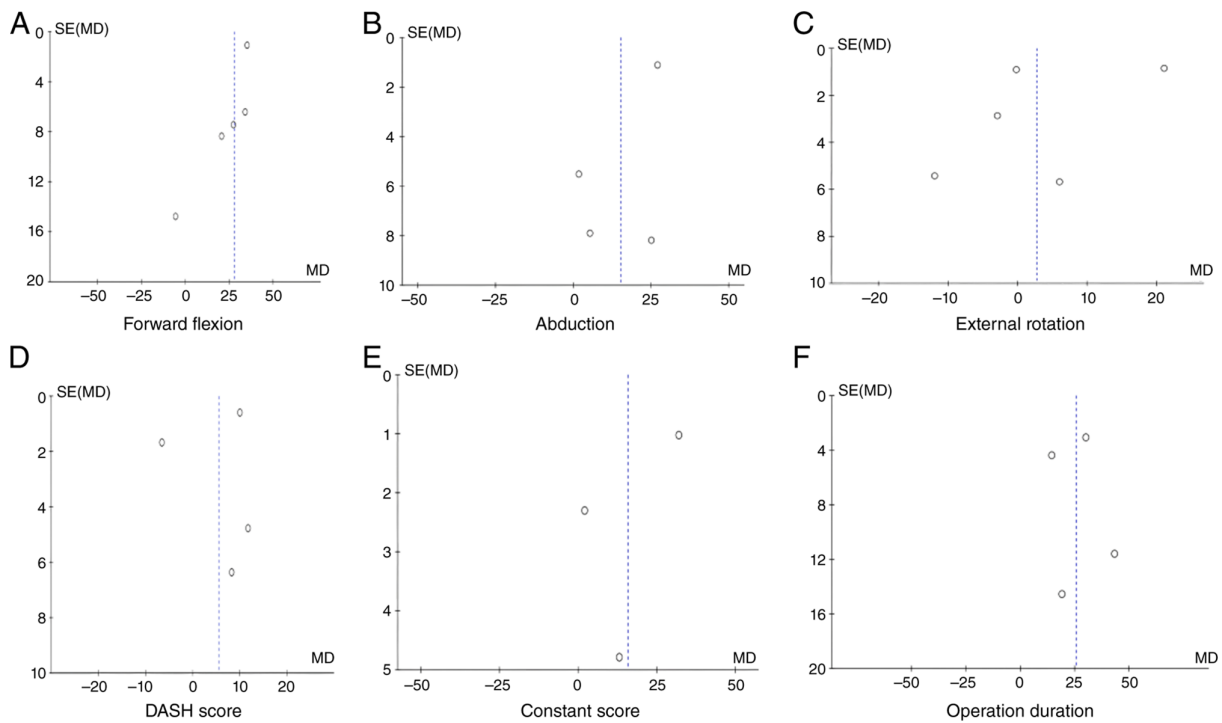 A
SE(MD)
0
4
8
12
16
20
MD
−50
−25
0
25
50
Forward flexion
B
SE(MD)
0
2
4
6
8
10
MD
−50
−25
0
25
50
Abduction
C
SE(MD)
0
2
4
6
8
10
MD
−20
−10
0
10
20
External rotation
D
SE(MD)
0
2
4
6
8
10
MD
−20
−10
0
10
20
DASH score
E
SE(MD)
0
1
2
3
4
5
MD
−50
−25
0
25
50
Constant score
F
SE(MD)
0
4
8
12
16
20
MD
−50
−25
0
25
50
Operation duration